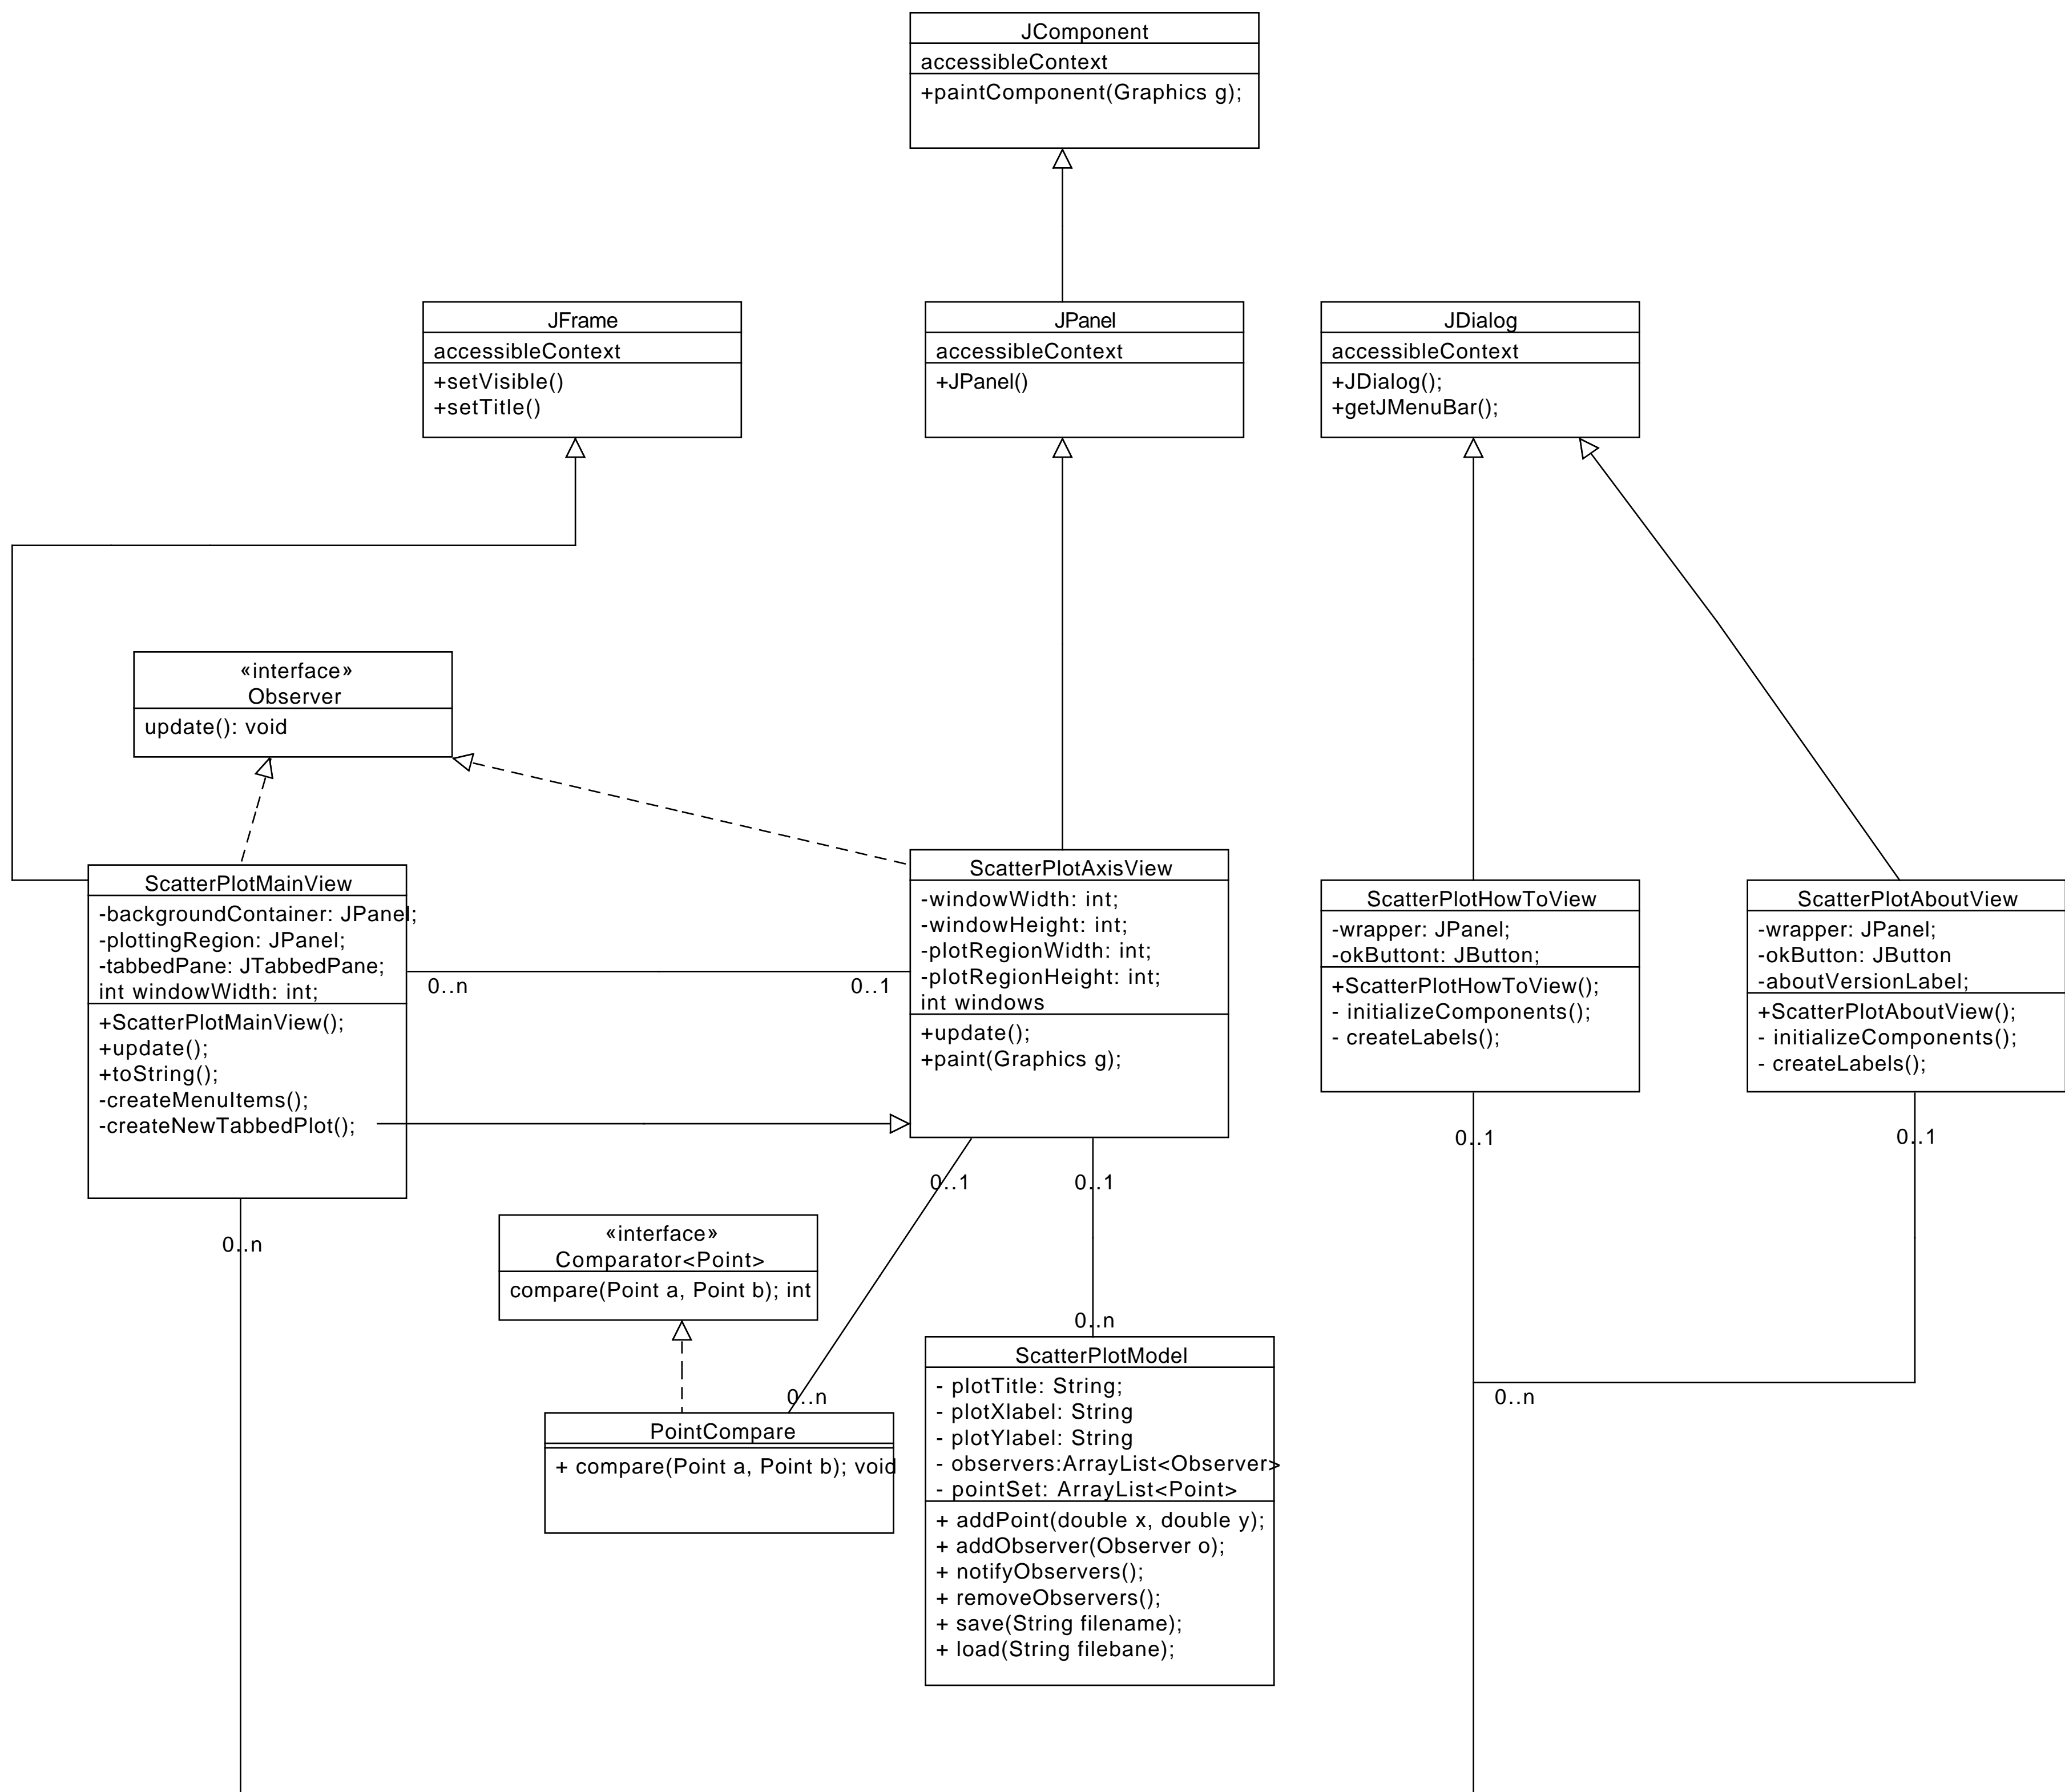 JComponent
accessibleContext
+paintComponent(Graphics g);
JFrame
accessibleContext
+setVisible()
+setTitle()
JPanel
accessibleContext
+JPanel()
JDialog
accessibleContext
+JDialog();
+getJMenuBar();
«interface»
Observer
update(): void
ScatterPlotMainView
-backgroundContainer: JPanel;
-plottingRegion: JPanel;
-tabbedPane: JTabbedPane;
int windowWidth: int;
+ScatterPlotMainView();
+update();
+toString();
-createMenuItems();
-createNewTabbedPlot();
0..n
0..1
ScatterPlotAxisView
-windowWidth: int;
-windowHeight: int;
-plotRegionWidth: int;
-plotRegionHeight: int;
int windows
+update();
+paint(Graphics g);
ScatterPlotHowToView
-wrapper: JPanel;
-okButtont: JButton;
+ScatterPlotHowToView();
- initializeComponents();
- createLabels();
ScatterPlotAboutView
-wrapper: JPanel;
-okButton: JButton
-aboutVersionLabel;
+ScatterPlotAboutView();
- initializeComponents();
- createLabels();
0..1
0..1
0..1
0..1
0..n
«interface»
Comparator<Point>
compare(Point a, Point b); int
0..n
0..n
0..n
PointCompare
+ compare(Point a, Point b); void
ScatterPlotModel
- plotTitle: String;
- plotXlabel: String
- plotYlabel: String
- observers:ArrayList<Observer>
- pointSet: ArrayList<Point>
+ addPoint(double x, double y);
+ addObserver(Observer o);
+ notifyObservers();
+ removeObservers();
+ save(String filename);
+ load(String filebane);